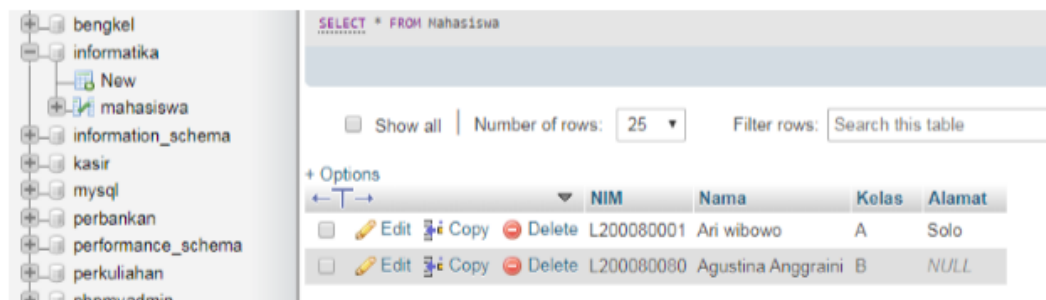 bengkel
informatika
New
mahasiswa
information_schema
kasir
mysql
perbankan
performance_schema
perkuliahan
phpmyadmin
SELECT * FROM Mahasiswa
Show all Number of rows: 25 Filter rows: Search this table
+ Options
←T→ NIM Nama Kelas Alamat
Edit Copy Delete L200080001 Ari wibowo A Solo
Edit Copy Delete L200080080 Agustina Anggraini B NULL